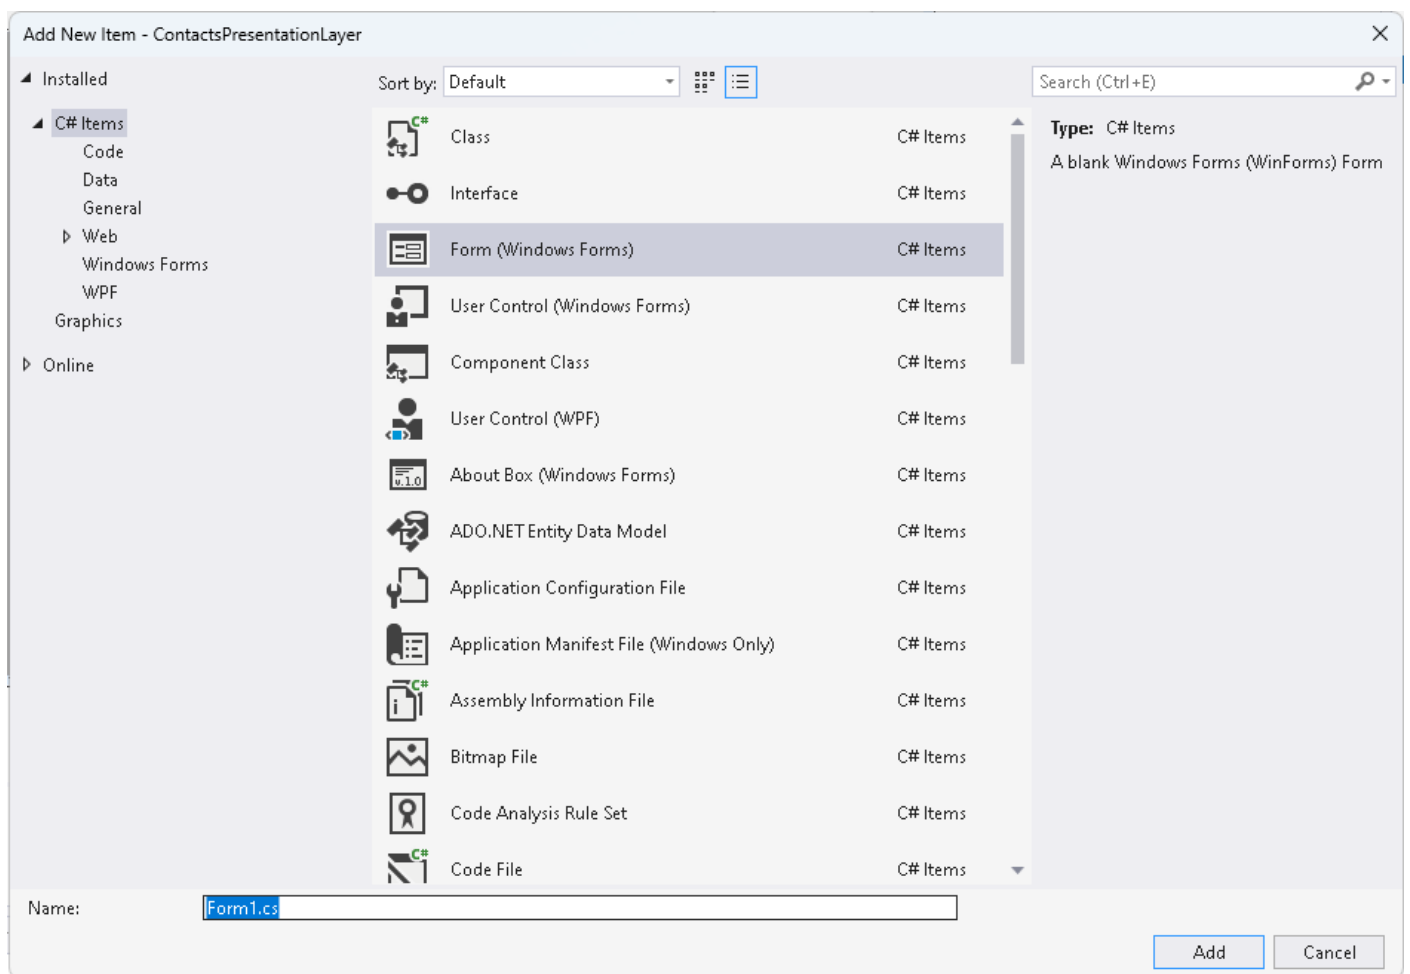 Add New Item - ContactsPresentationLayer
Installed
C# Items
Code
Data
General
Web
Windows Forms
WPF
Graphics
Online
Sort by: Default
Class C# Items
Interface C# Items
Form (Windows Forms) C# Items
User Control (Windows Forms) C# Items
Component Class C# Items
User Control (WPF) C# Items
About Box (Windows Forms) C# Items
ADO.NET Entity Data Model C# Items
Application Configuration File C# Items
Application Manifest File (Windows Only) C# Items
Assembly Information File C# Items
Bitmap File C# Items
Code Analysis Rule Set C# Items
Code File C# Items
Search (Ctrl+E)
Type: C# Items
A blank Windows Forms (WinForms) Form
Name: Form1.cs
Add Cancel